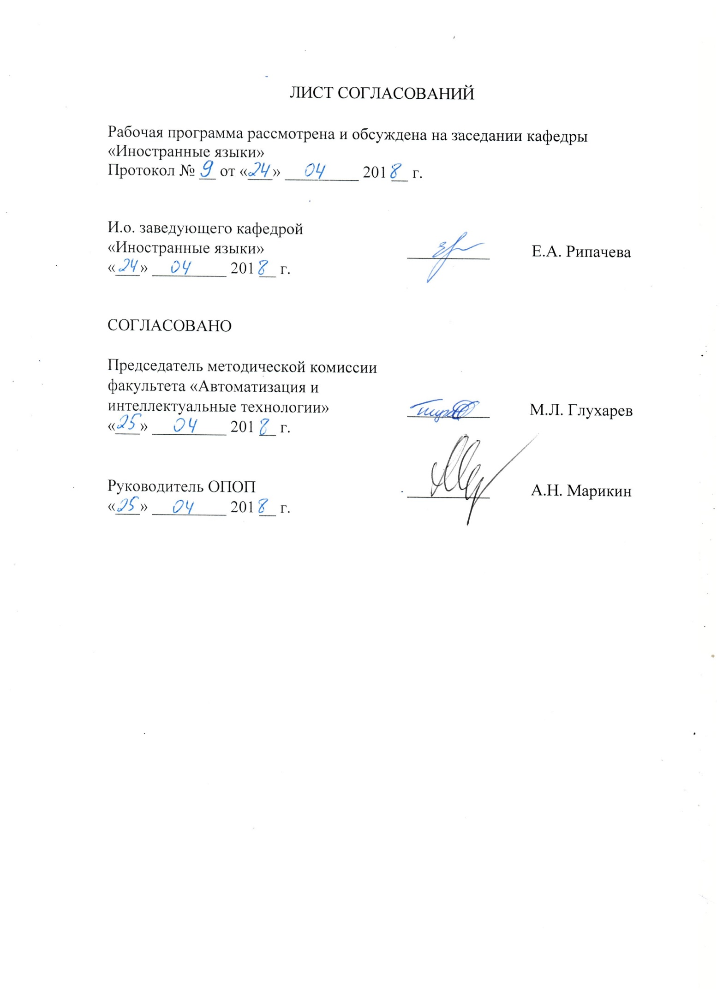 ЛИСТ СОГЛАСОВАНИЙ
Рабочая программа рассмотрена и обсуждена на заседании кафедры
«Иностранные языки»
Протокол № 9 от «24» 04 2018 г.
И.о. заведующего кафедрой
«Иностранные языки» Е.А. Рипачева
«24» 04 2018 г.
СОГЛАСОВАНО
Председатель методической комиссии
факультета «Автоматизация и
интеллектуальные технологии» М.Л. Глухарев
«25» 04 2018 г.
Руководитель ОПОП А.Н. Марикин
«25» 04 2018 г.